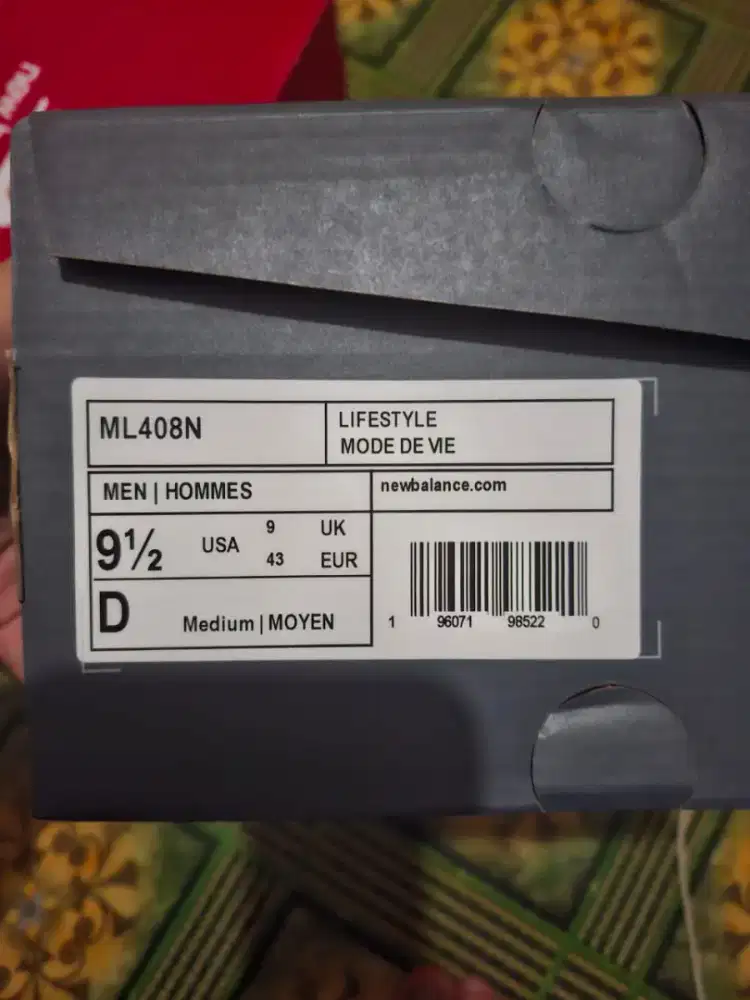 ML408N
LIFESTYLE
MODE DE VIE
MEN | HOMMES
newbalance.com
9½ USA 9 UK
43 EUR
D Medium | MOYEN
1 96071 98522 0